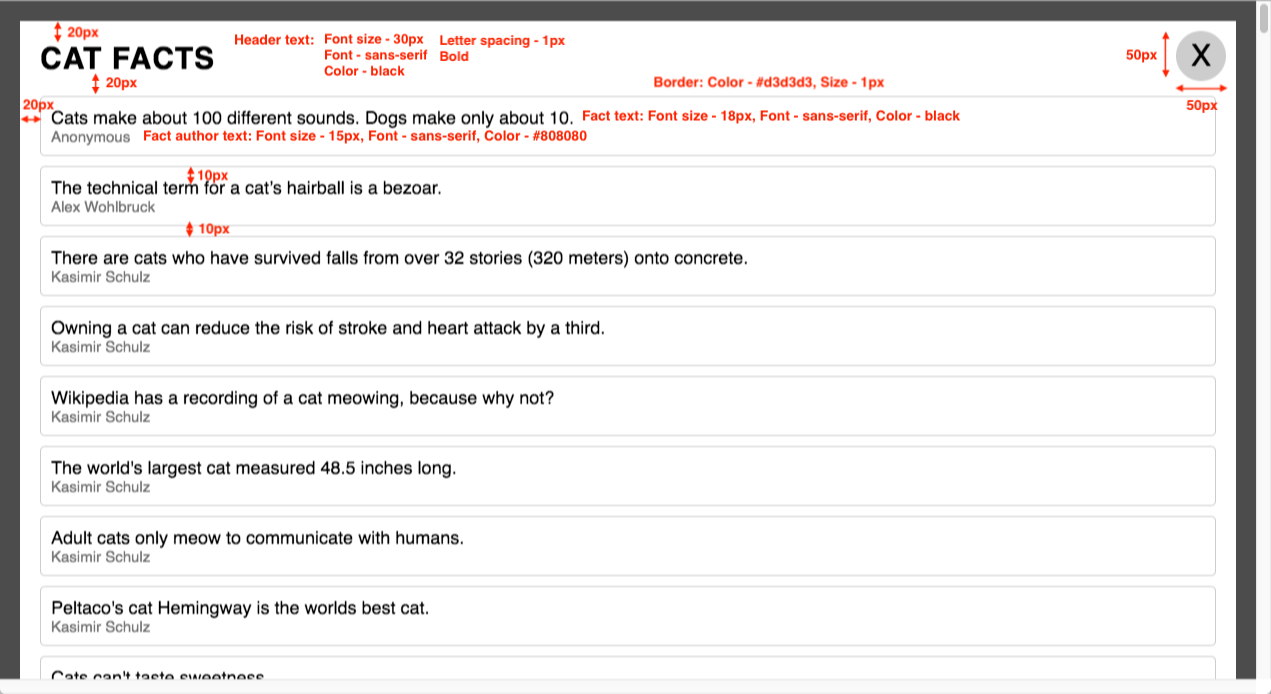 20px
Header text: Font size - 30px Letter spacing - 1px
Font - sans-serif Bold
Color - black
CAT FACTS
50px
X
20px
Border: Color - #d3d3d3, Size - 1px
20px
50px
Cats make about 100 different sounds. Dogs make only about 10. Fact text: Font size - 18px, Font - sans-serif, Color - black
Anonymous Fact author text: Font size - 15px, Font - sans-serif, Color - #808080
10px
The technical term for a cat's hairball is a bezoar.
Alex Wohlbruck
10px
There are cats who have survived falls from over 32 stories (320 meters) onto concrete.
Kasimir Schulz
Owning a cat can reduce the risk of stroke and heart attack by a third.
Kasimir Schulz
Wikipedia has a recording of a cat meowing, because why not?
Kasimir Schulz
The world's largest cat measured 48.5 inches long.
Kasimir Schulz
Adult cats only meow to communicate with humans.
Kasimir Schulz
Peltaco's cat Hemingway is the worlds best cat.
Kasimir Schulz
Cats can't taste sweetness